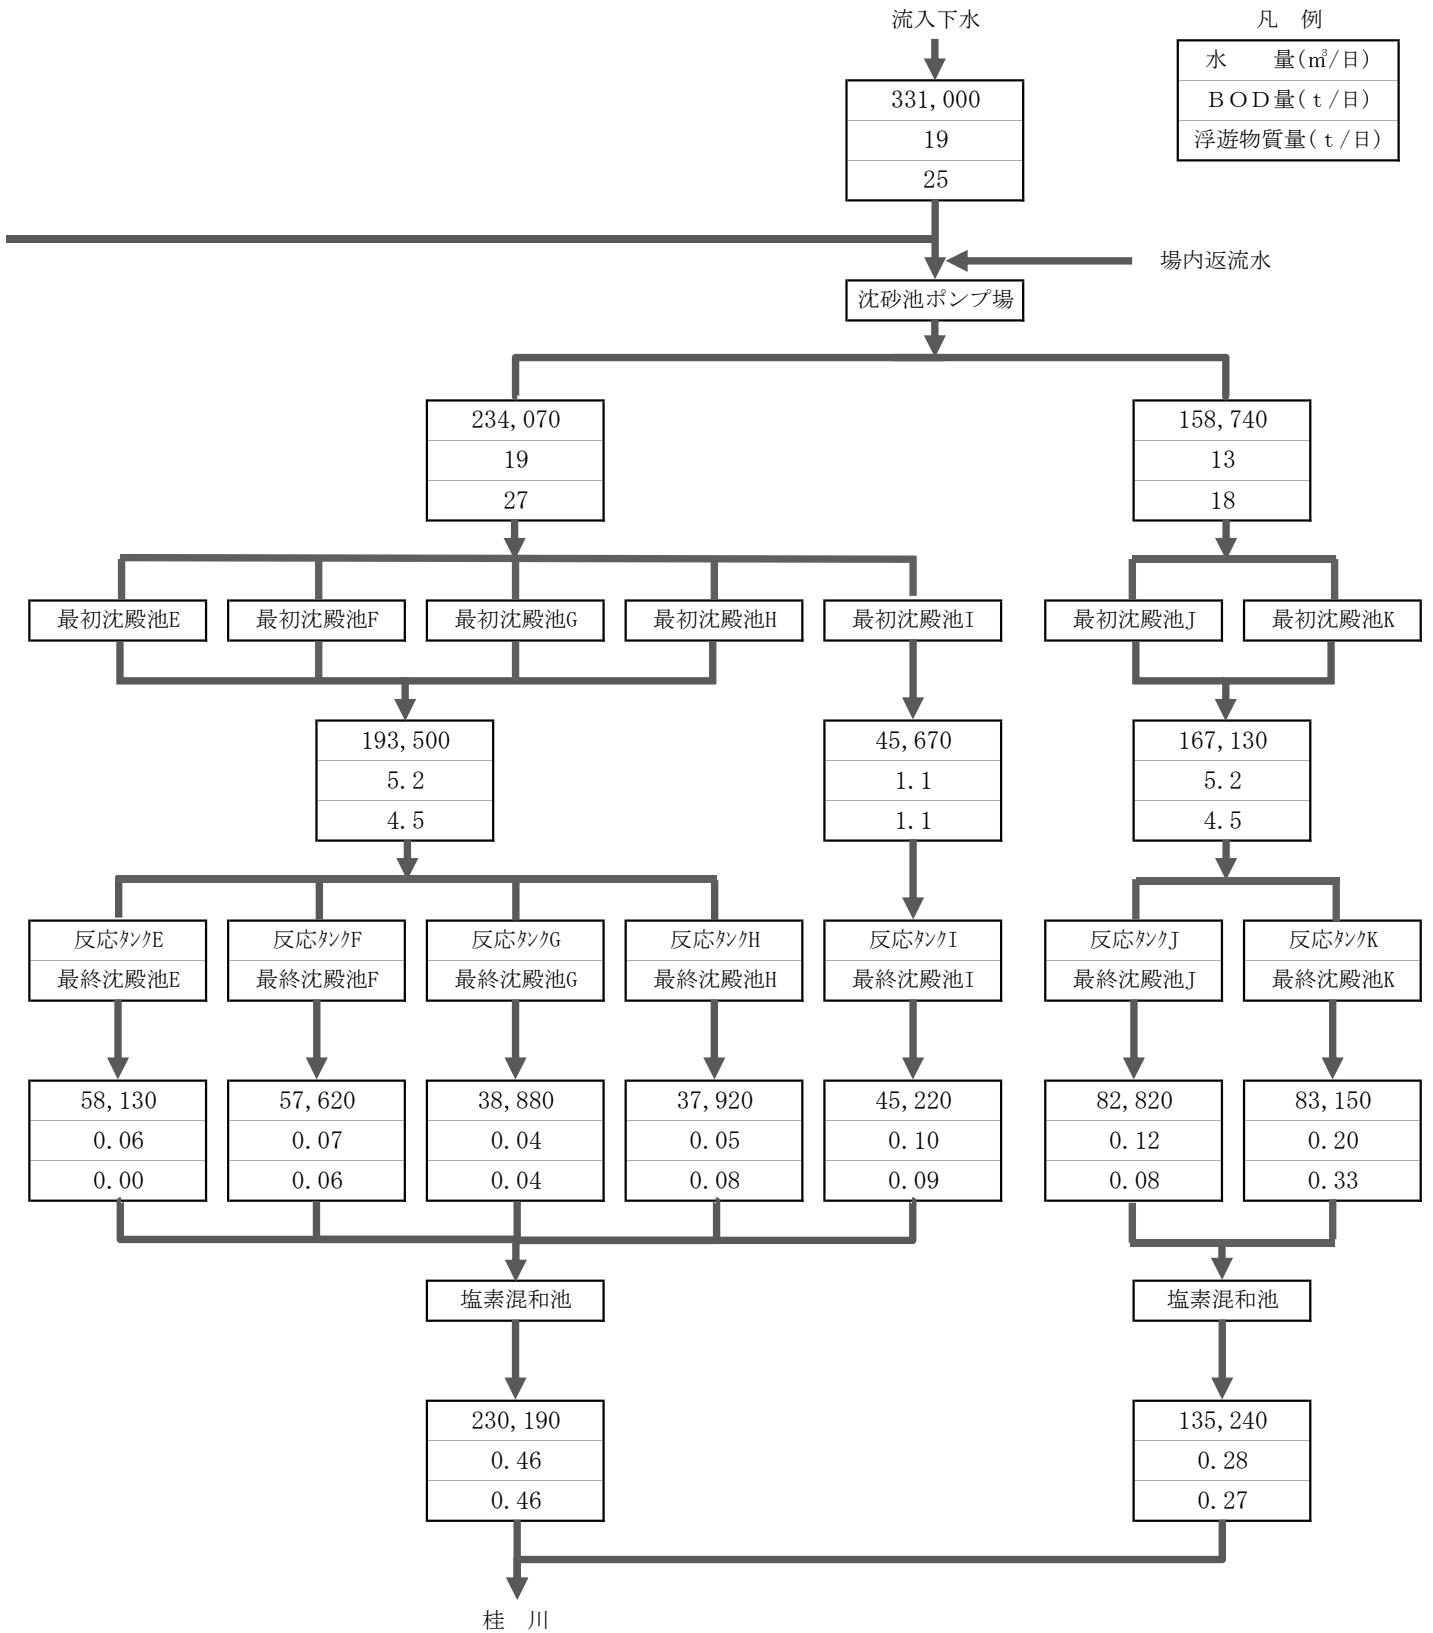 流入下水
凡　例
水　　量(㎥/日)
ＢＯＤ量(ｔ/日)
浮遊物質量(ｔ/日)
331,000
19
25
場内返流水
沈砂池ポンプ場
234,070
19
27
158,740
13
18
最初沈殿池E
最初沈殿池F
最初沈殿池G
最初沈殿池H
最初沈殿池I
最初沈殿池J
最初沈殿池K
193,500
5.2
4.5
45,670
1.1
1.1
167,130
5.2
4.5
反応ﾀﾝｸE
最終沈殿池E
反応ﾀﾝｸF
最終沈殿池F
反応ﾀﾝｸG
最終沈殿池G
反応ﾀﾝｸH
最終沈殿池H
反応ﾀﾝｸI
最終沈殿池I
反応ﾀﾝｸJ
最終沈殿池J
反応ﾀﾝｸK
最終沈殿池K
58,130
0.06
0.00
57,620
0.07
0.06
38,880
0.04
0.04
37,920
0.05
0.08
45,220
0.10
0.09
82,820
0.12
0.08
83,150
0.20
0.33
塩素混和池
塩素混和池
230,190
0.46
0.46
135,240
0.28
0.27
桂　川